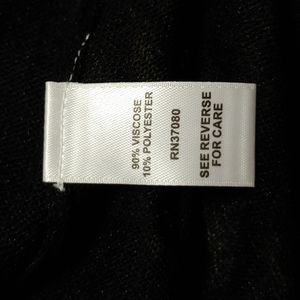 90% VISCOSE
10% POLYESTER
RN37080
SEE REVERSE
FOR CARE